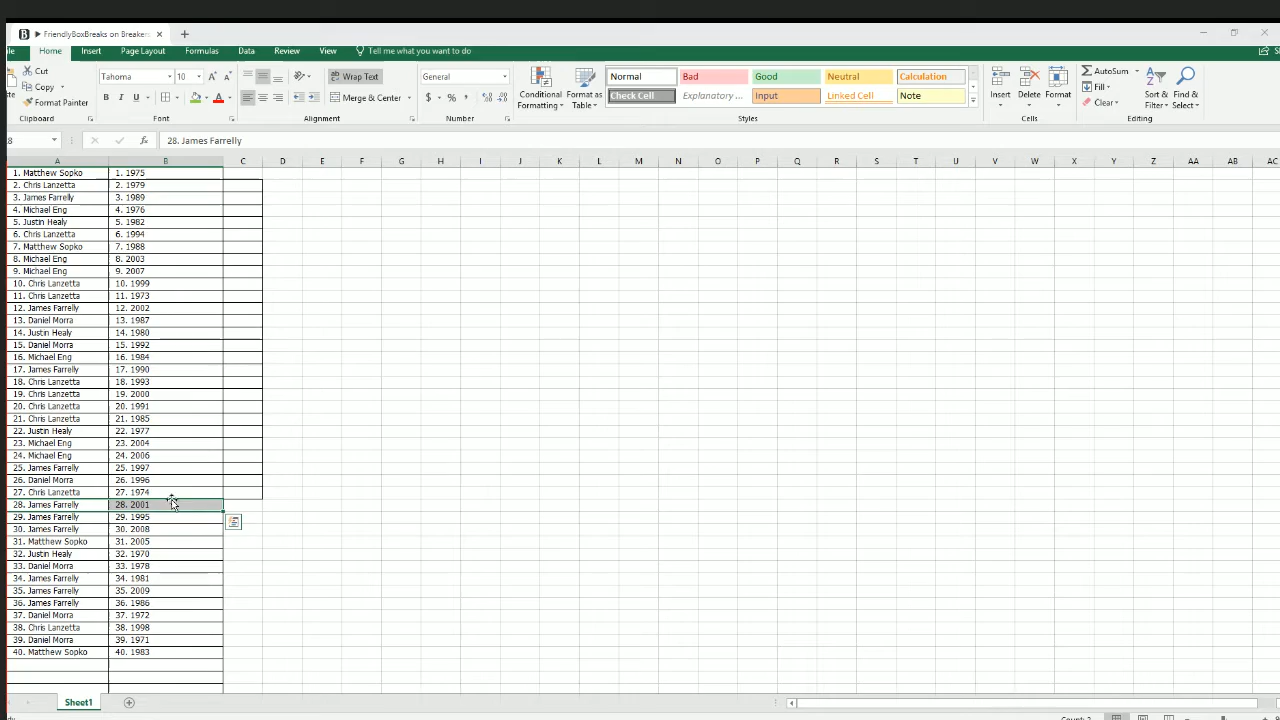 FriendlyBoxBreaks on Breakers
Home Insert Page Layout Formulas Data Review View Tell me what you want to do
Cut
Copy
Format Painter
Clipboard
Tahoma 10
B I U
Font
Wrap Text
Merge & Center
Alignment
General
$ % ,
Number
Conditional Formatting
Format as Table
Normal Bad Good Neutral Calculation
Check Cell Explanatory ... Input Linked Cell Note
Styles
Insert Delete Format
Cells
AutoSum
Fill
Clear
Sort & Filter
Find & Select
Editing
28. James Farrelly
A B C D E F G H I J K L M N O P Q R S T U V W X Y Z AA AB AC
1. Matthew Sopko 1. 1975
2. Chris Lanzetta 2. 1979
3. James Farrelly 3. 1989
4. Michael Eng 4. 1976
5. Justin Healy 5. 1982
6. Chris Lanzetta 6. 1994
7. Matthew Sopko 7. 1988
8. Michael Eng 8. 2003
9. Michael Eng 9. 2007
10. Chris Lanzetta 10. 1999
11. Chris Lanzetta 11. 1973
12. James Farrelly 12. 2002
13. Daniel Morra 13. 1987
14. Justin Healy 14. 1980
15. Daniel Morra 15. 1992
16. Michael Eng 16. 1984
17. James Farrelly 17. 1990
18. Chris Lanzetta 18. 1993
19. Chris Lanzetta 19. 2000
20. Chris Lanzetta 20. 1991
21. Chris Lanzetta 21. 1985
22. Justin Healy 22. 1977
23. Michael Eng 23. 2004
24. Michael Eng 24. 2006
25. James Farrelly 25. 1997
26. Daniel Morra 26. 1996
27. Chris Lanzetta 27. 1974
28. James Farrelly 28. 2001
29. James Farrelly 29. 1995
30. James Farrelly 30. 2008
31. Matthew Sopko 31. 2005
32. Justin Healy 32. 1970
33. Daniel Morra 33. 1978
34. James Farrelly 34. 1981
35. James Farrelly 35. 2009
36. James Farrelly 36. 1986
37. Daniel Morra 37. 1972
38. Chris Lanzetta 38. 1998
39. Daniel Morra 39. 1971
40. Matthew Sopko 40. 1983
Sheet1